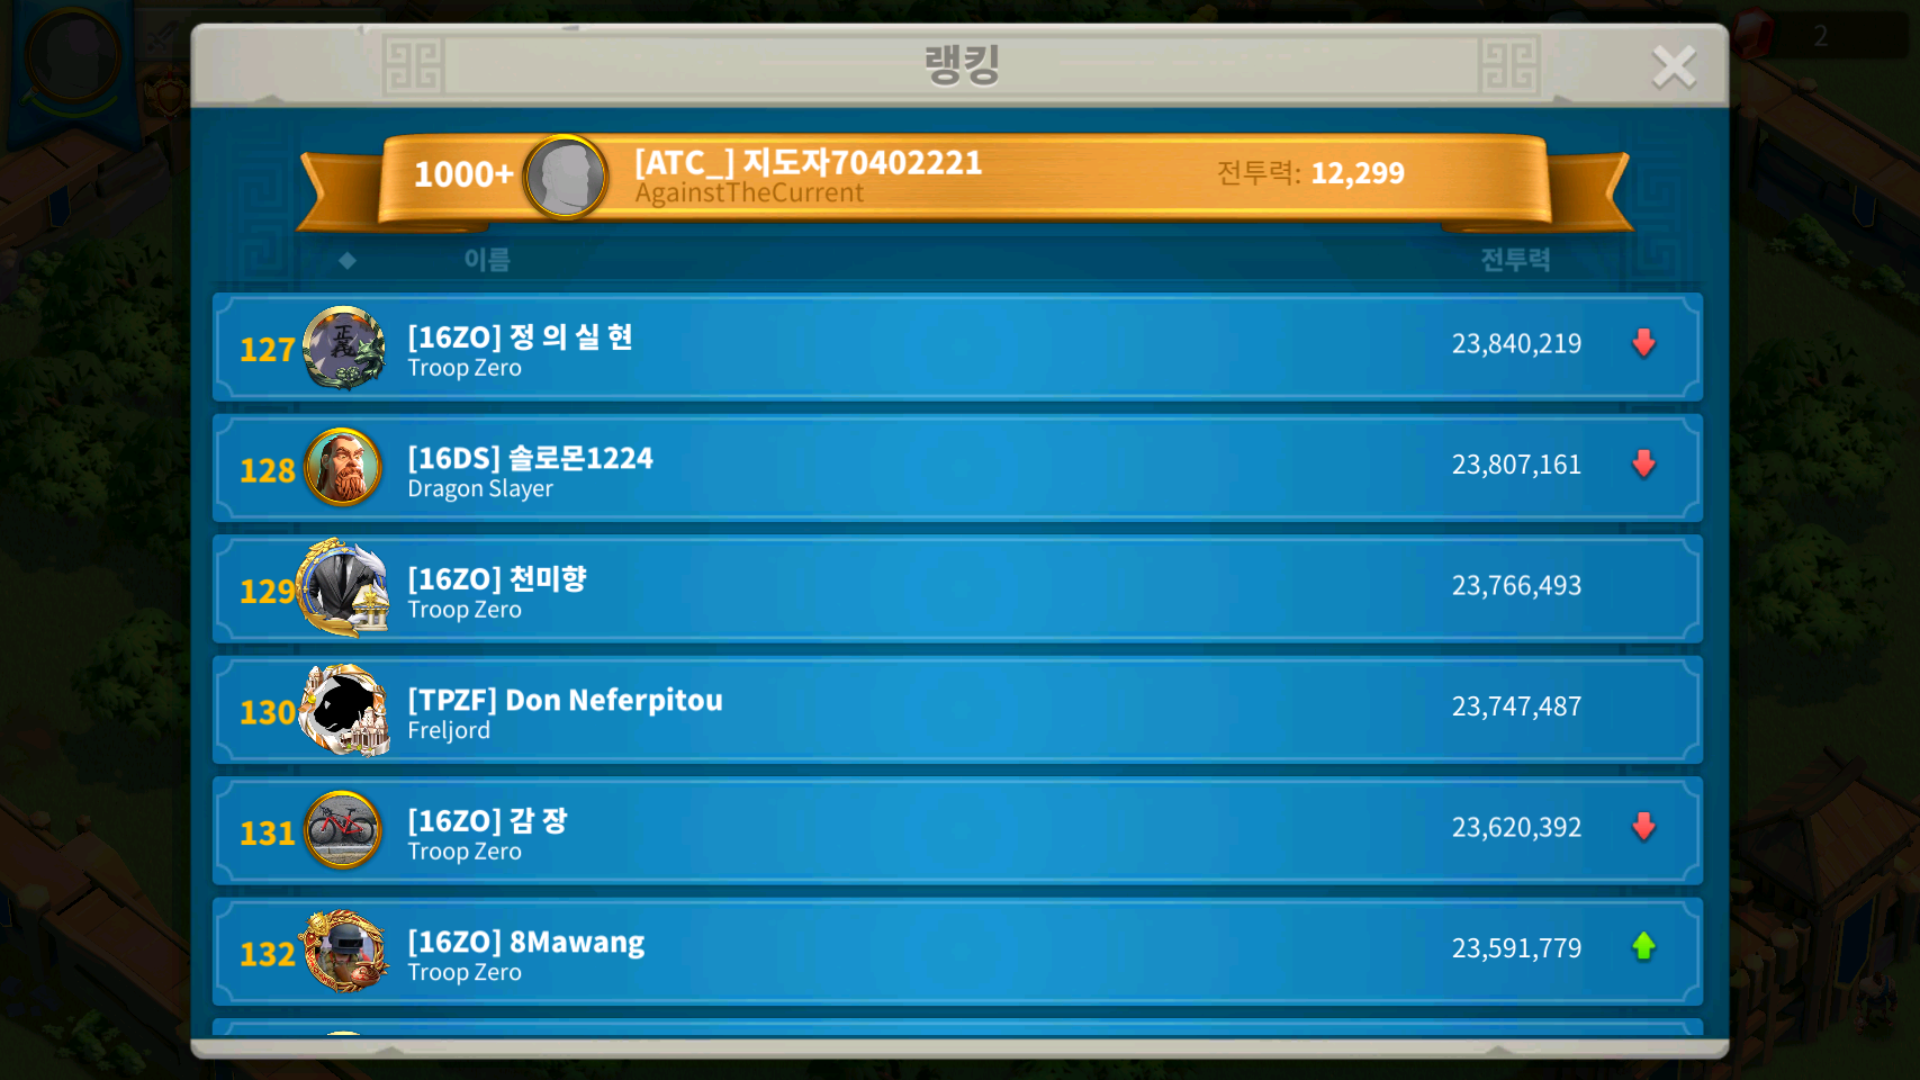 랭킹
2
1000+
[ATC_] 지도자70402221
AgainstTheCurrent
전투력: 12,299
이름
전투력
127
[16ZO] 정 의 실 현
Troop Zero
23,840,219
128
[16DS] 솔로몬1224
Dragon Slayer
23,807,161
129
[16ZO] 천미향
Troop Zero
23,766,493
130
[TPZF] Don Neferpitou
Freljord
23,747,487
131
[16ZO] 감 장
Troop Zero
23,620,392
132
[16ZO] 8Mawang
Troop Zero
23,591,779